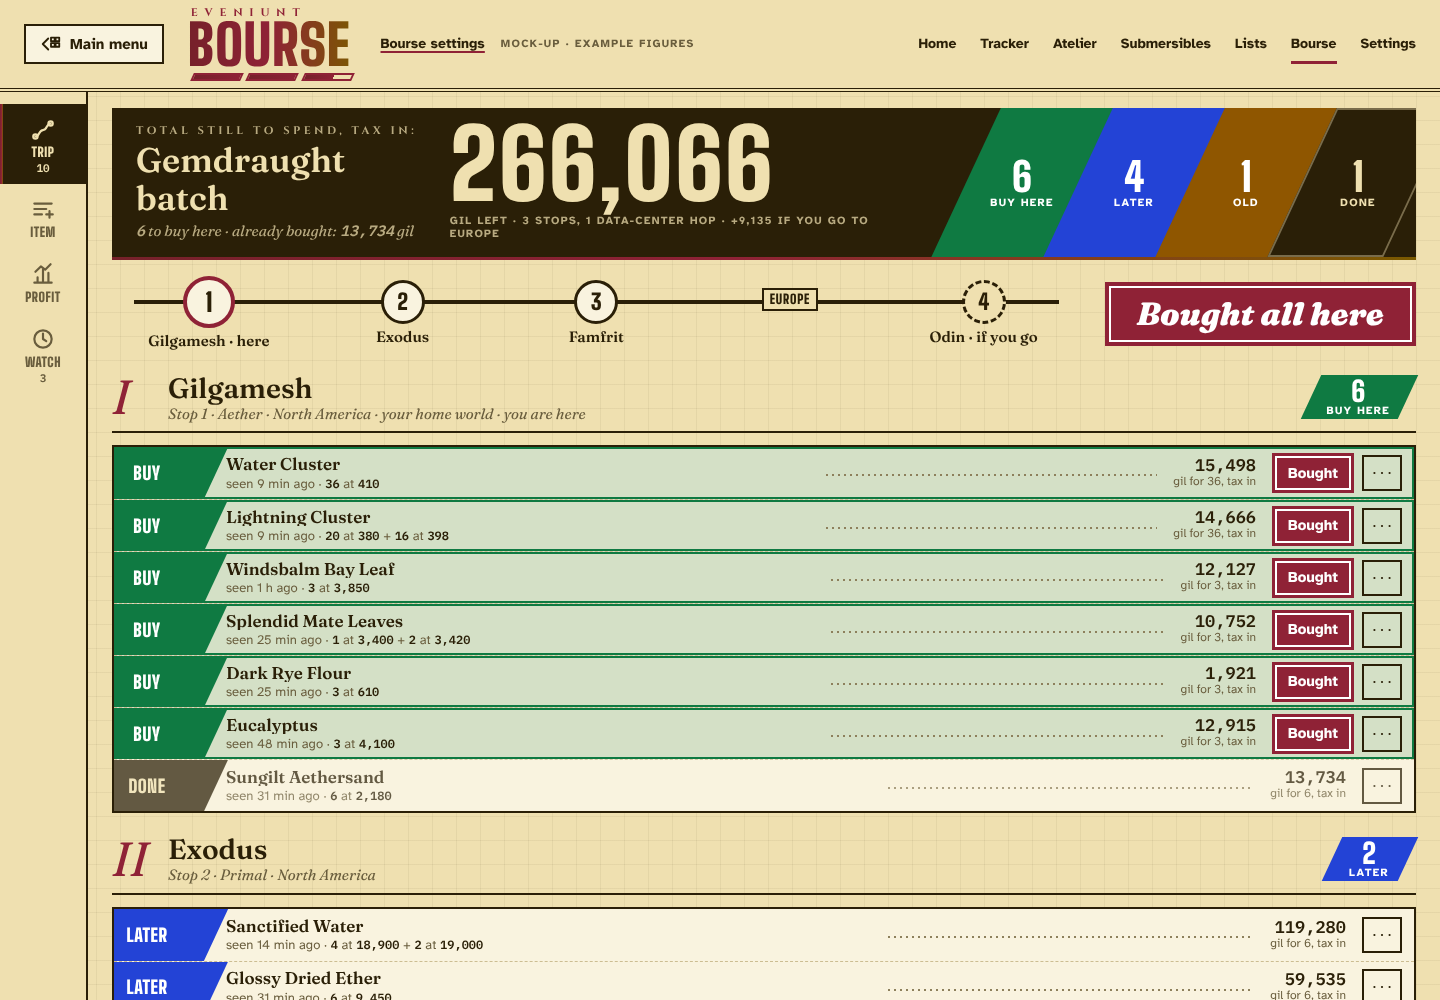 Main menu
EVENIUNT
BOURSE
Bourse settings
MOCK-UP · EXAMPLE FIGURES
Home
Tracker
Atelier
Submersibles
Lists
Bourse
Settings
TRIP
10
ITEM
PROFIT
WATCH
3
TOTAL STILL TO SPEND, TAX IN:
Gemdraught
batch
6 to buy here · already bought: 13,734 gil
266,066
GIL LEFT · 3 STOPS, 1 DATA-CENTER HOP · +9,135 IF YOU GO TO
EUROPE
6
BUY HERE
4
LATER
1
OLD
1
DONE
1
Gilgamesh · here
2
Exodus
3
Famfrit
EUROPE
4
Odin · if you go
Bought all here
I
Gilgamesh
Stop 1 · Aether · North America · your home world · you are here
6
BUY HERE
BUY
Water Cluster
seen 9 min ago · 36 at 410
15,498
gil for 36, tax in
Bought
...
BUY
Lightning Cluster
seen 9 min ago · 20 at 380 + 16 at 398
14,666
gil for 36, tax in
Bought
...
BUY
Windsbalm Bay Leaf
seen 1 h ago · 3 at 3,850
12,127
gil for 3, tax in
Bought
...
BUY
Splendid Mate Leaves
seen 25 min ago · 1 at 3,400 + 2 at 3,420
10,752
gil for 3, tax in
Bought
...
BUY
Dark Rye Flour
seen 25 min ago · 3 at 610
1,921
gil for 3, tax in
Bought
...
BUY
Eucalyptus
seen 48 min ago · 3 at 4,100
12,915
gil for 3, tax in
Bought
...
DONE
Sungilt Aethersand
seen 31 min ago · 6 at 2,180
13,734
gil for 6, tax in
...
II
Exodus
Stop 2 · Primal · North America
2
LATER
LATER
Sanctified Water
seen 14 min ago · 4 at 18,900 + 2 at 19,000
119,280
gil for 6, tax in
...
LATER
Glossy Dried Ether
seen 31 min ago · 6 at 9,450
59,535
gil for 6, tax in
...